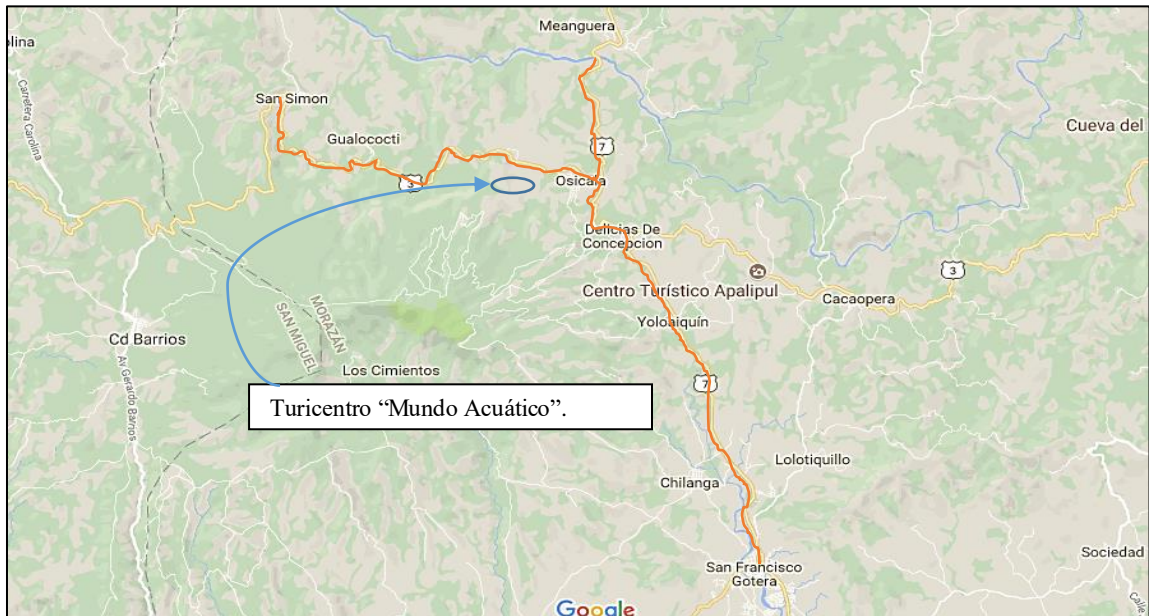 Meanguera
olina
Carretera Carolina
San Simon
Gualococti
7
Cueva del
3
Osicala
Delicias De
Concepcion
3
Centro Turístico Apalipul
Cacaopera
MORAZÁN
SAN MIGUEL
Yoloaiquín
Cd Barrios
Av Gerardo Barrios
Los Cimientos
7
Turicentro “Mundo Acuático”.
Lolotiquillo
Chilanga
San Francisco
Gotera
Sociedad
Calle
Google